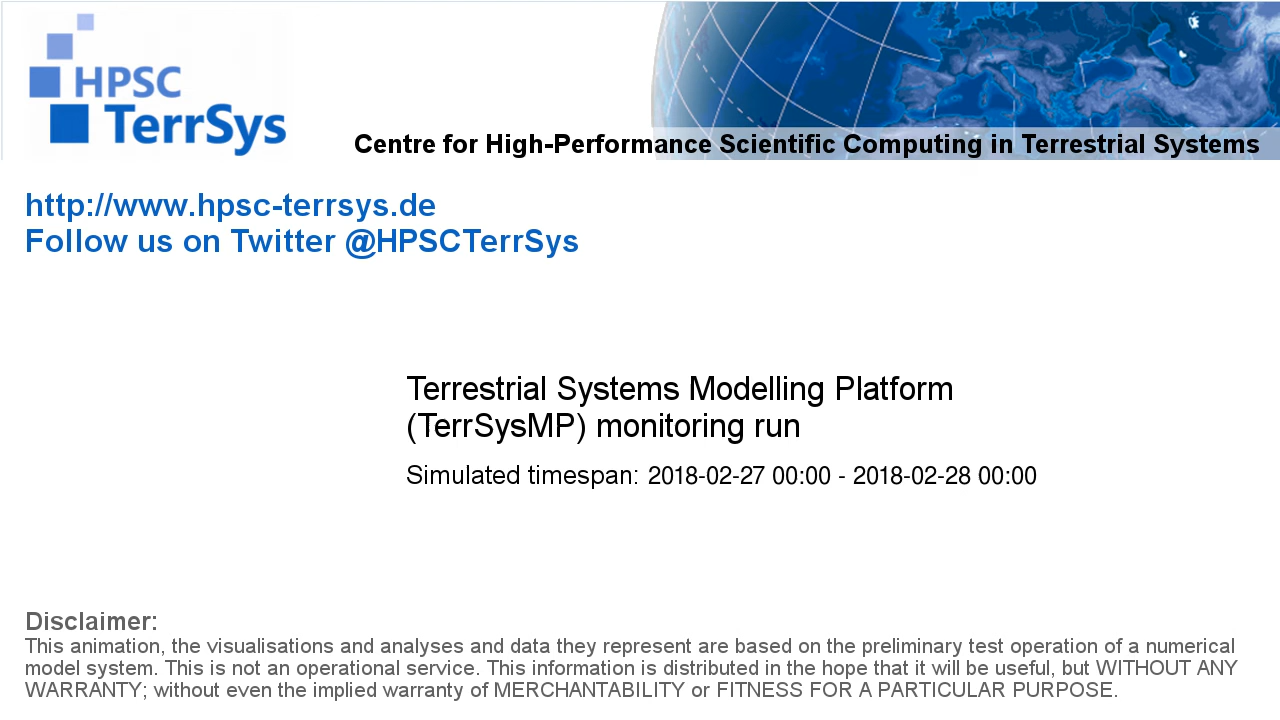 HPSC
TerrSys
Centre for High-Performance Scientific Computing in Terrestrial Systems
http://www.hpsc-terrsys.de
Follow us on Twitter @HPSCTerrSys
Terrestrial Systems Modelling Platform
(TerrSysMP) monitoring run
Simulated timespan: 2018-02-27 00:00 - 2018-02-28 00:00
Disclaimer:
This animation, the visualisations and analyses and data they represent are based on the preliminary test operation of a numerical
model system. This is not an operational service. This information is distributed in the hope that it will be useful, but WITHOUT ANY
WARRANTY; without even the implied warranty of MERCHANTABILITY or FITNESS FOR A PARTICULAR PURPOSE.